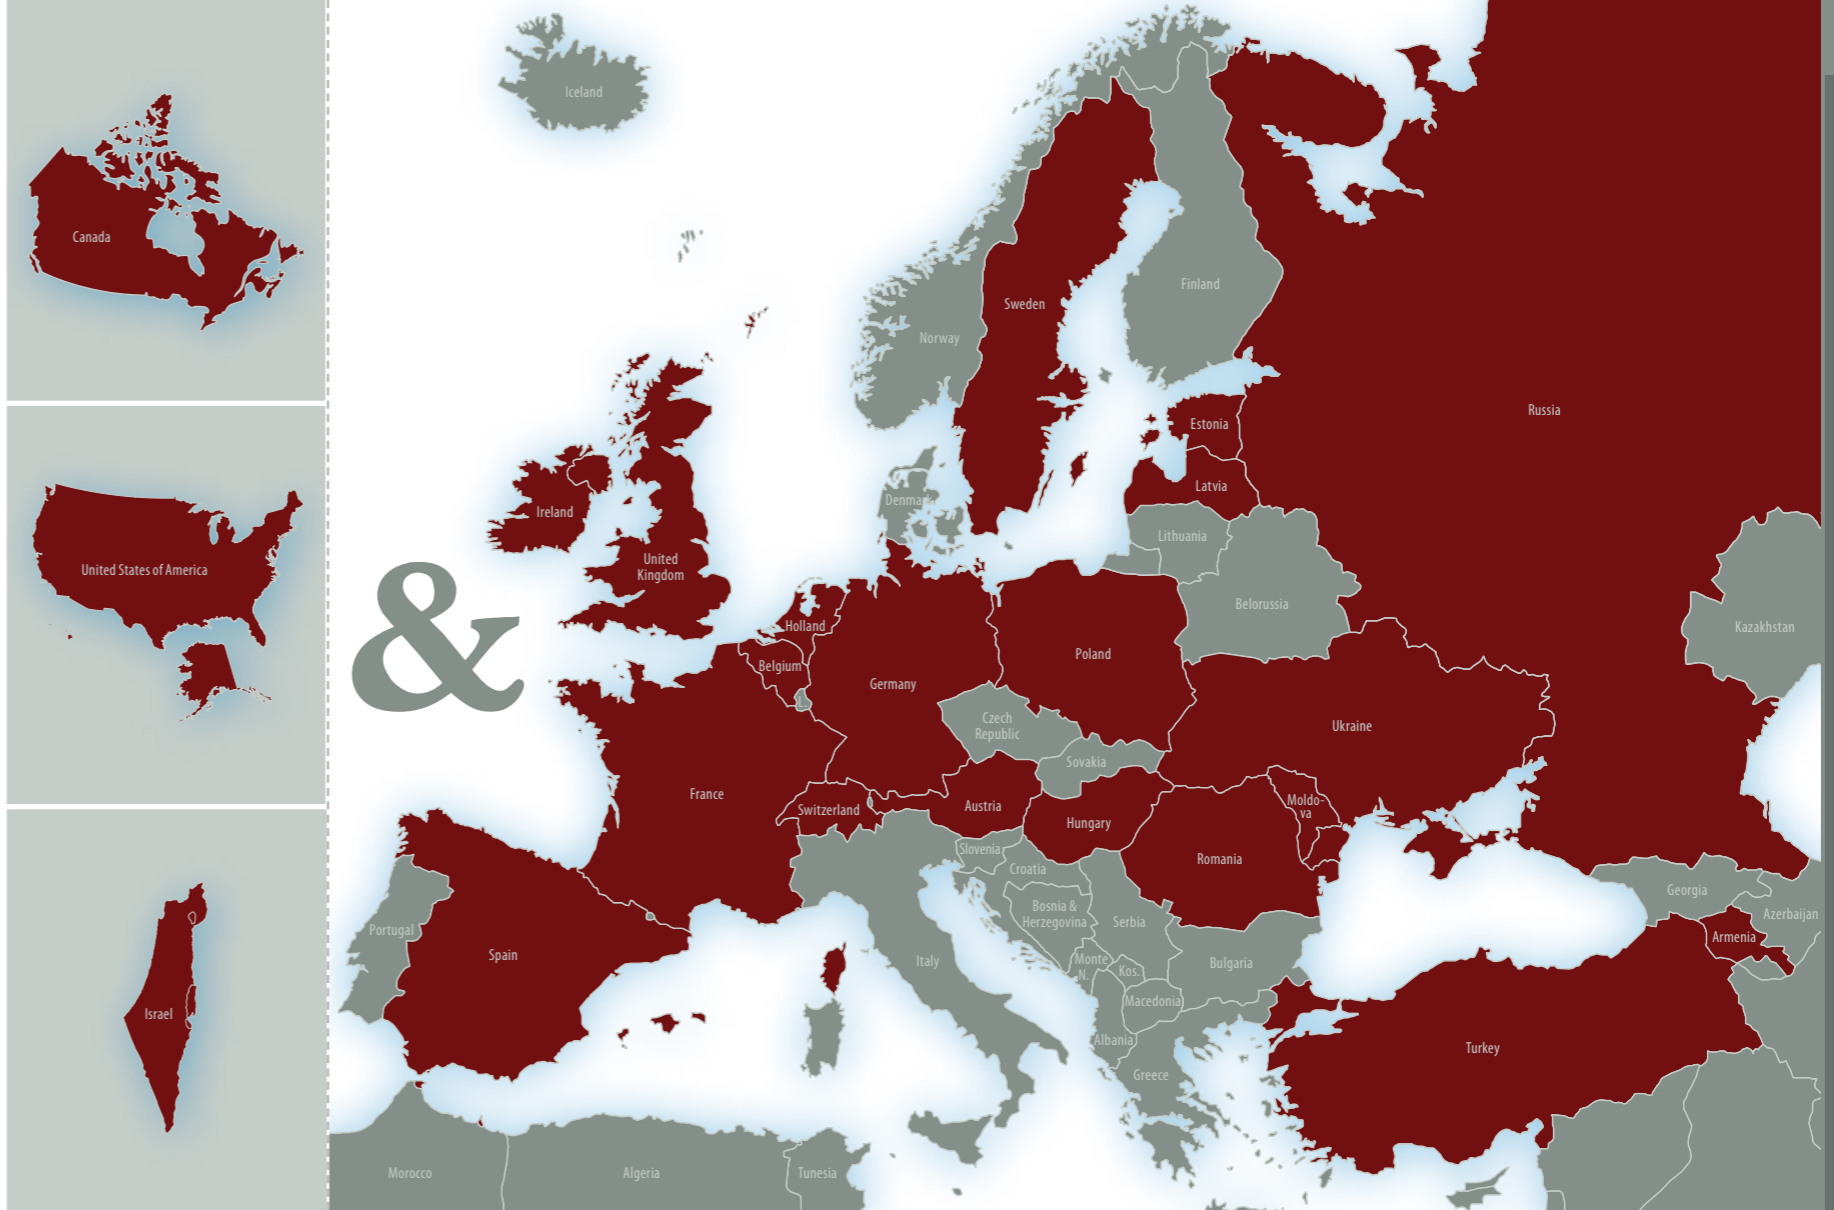 Canada
United States of America
Israel
&
Iceland
Norway
Sweden
Finland
Russia
Estonia
Latvia
Lithuania
Denmark
Belorussia
Ireland
United
Kingdom
Holland
Belgium
L.
Germany
Poland
Kazakhstan
Czech
Republic
Ukraine
Sovakia
France
Switzerland
Austria
Hungary
Moldo-
va
Romania
Slovenia
Croatia
Bosnia &
Herzegovina
Serbia
Georgia
Azerbaijan
Armenia
Portugal
Spain
Italy
Monte
N.
Kos.
Bulgaria
Macedonia
Albania
Greece
Turkey
Morocco
Algeria
Tunesia